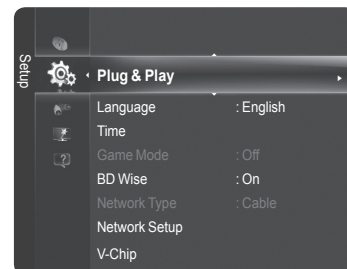 Setup
Plug & Play
Language : English
Time
Game Mode : Off
BD Wise : On
Network Type : Cable
Network Setup
V-Chip